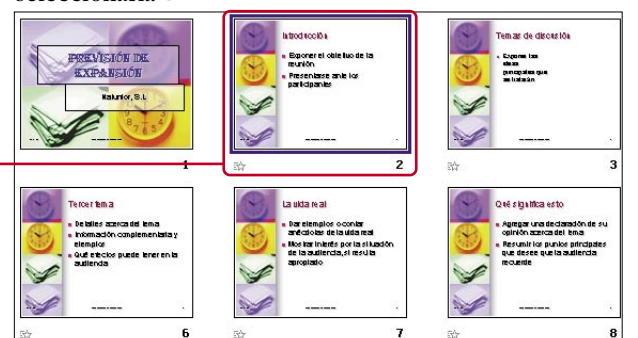 seleccionarla
PREVISIÓN DE
EXPANSIÓN
Kalunior, S.L.
1
Introducción
Exponer el objetivo de la
reunión
Presentarse ante los
participantes
2
Temas de discusión
Expone las
ideas
principales que
se tratarán
3
Tercer tema
Detalles acerca del tema
Información complementaria y
ejemplos
Qué efectos puede tener en la
audiencia
6
La vida real
Dar ejemplos o contar
anécdotas de la vida real
Mostrar interés por la situación
de la audiencia, si resulta
apropiado
7
Qué significa esto
Agregar una declaración de su
opinión acerca del tema
Resumir los puntos principales
que desee que la audiencia
recuerde
8